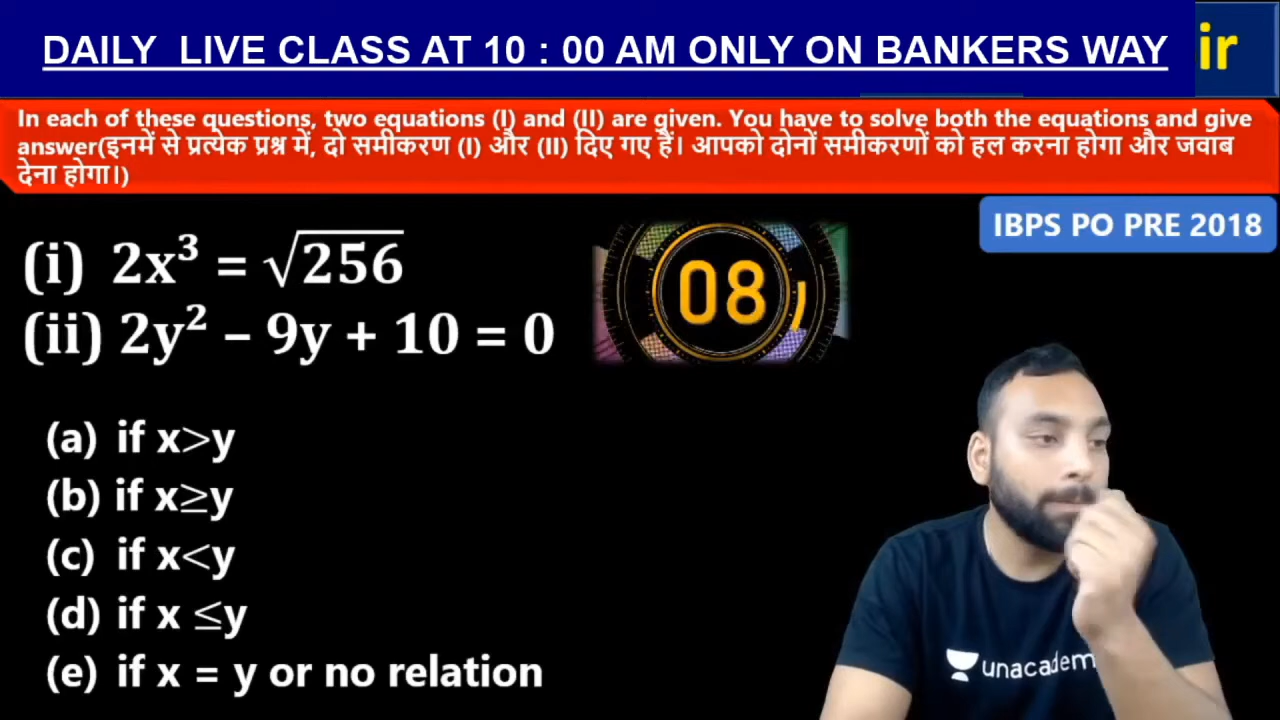 DAILY LIVE CLASS AT 10 : 00 AM ONLY ON BANKERS WAY
ir
In each of these questions, two equations (I) and (II) are given. You have to solve both the equations and give
answer(इनमें से प्रत्येक प्रश्न में, दो समीकरण (I) और (II) दिए गए हैं। आपको दोनों समीकरणों को हल करना होगा और जवाब
देना होगा।)
IBPS PO PRE 2018
(i) 2x³ = √256
(ii) 2y² – 9y + 10 = 0
08
(a) if x>y
(b) if x≥y
(c) if x<y
(d) if x ≤y
(e) if x = y or no relation
unacadem